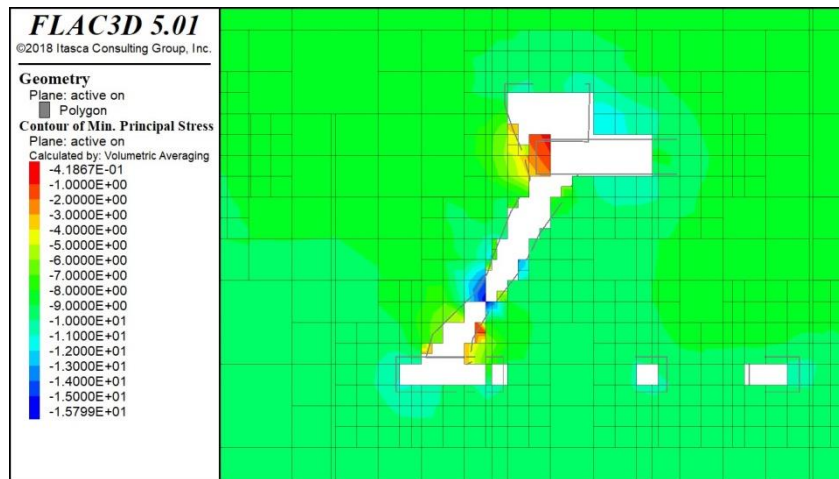 FLAC3D 5.01
©2018 Itasca Consulting Group, Inc.
Geometry
Plane: active on
Polygon
Contour of Min. Principal Stress
Plane: active on
Calculated by: Volumetric Averaging
-4.1867E-01
-1.0000E+00
-2.0000E+00
-3.0000E+00
-4.0000E+00
-5.0000E+00
-6.0000E+00
-7.0000E+00
-8.0000E+00
-9.0000E+00
-1.0000E+01
-1.1000E+01
-1.2000E+01
-1.3000E+01
-1.4000E+01
-1.5000E+01
-1.5799E+01